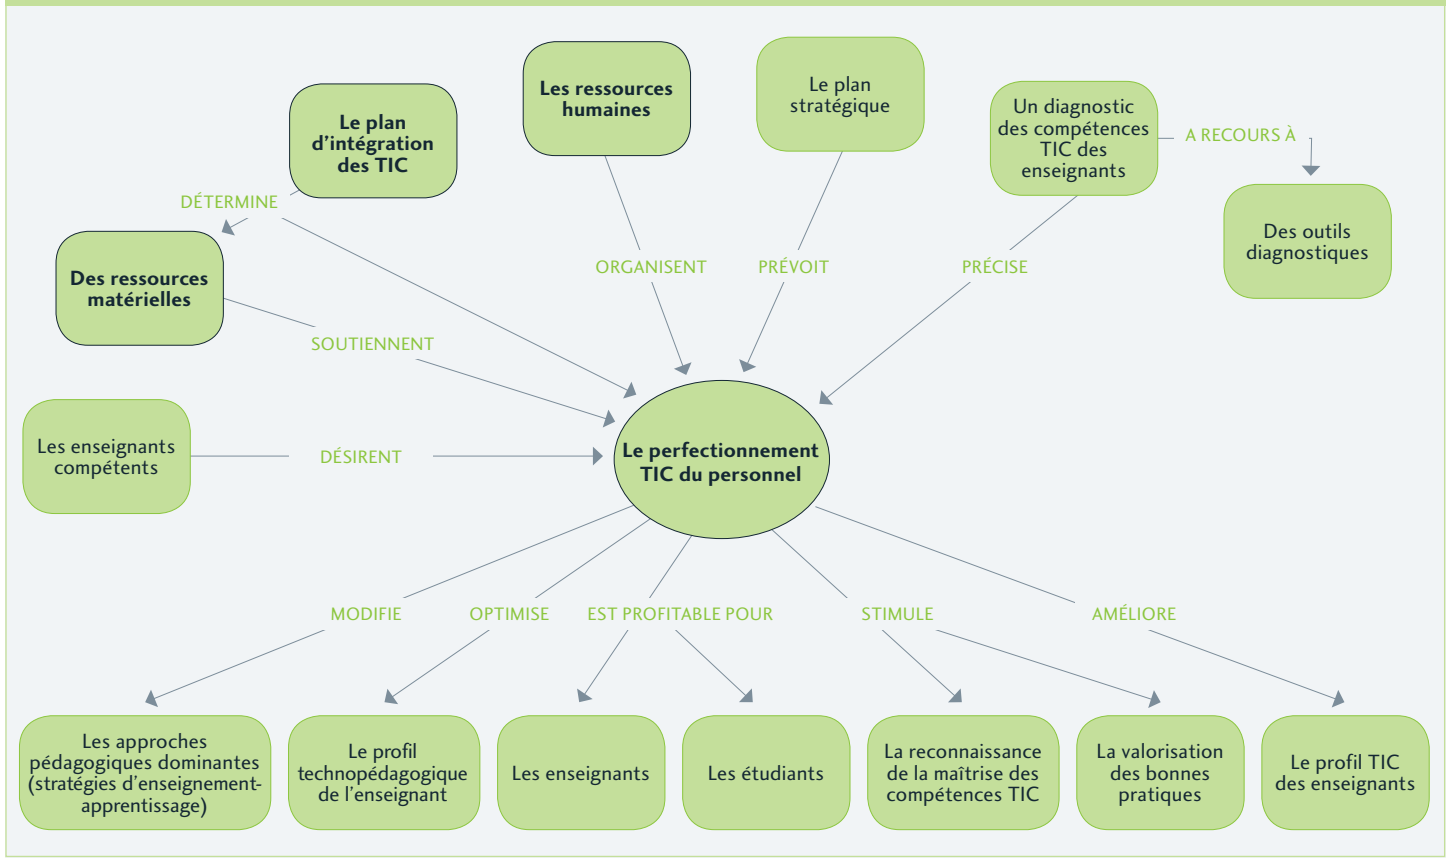 Les ressources
humaines
Le plan
stratégique
Le plan
d’intégration
des TIC
Un diagnostic
des compétences
TIC des
enseignants
A RECOURS À
DÉTERMINE
Des outils
diagnostiques
Des ressources
matérielles
ORGANISENT
PRÉVOIT
PRÉCISE
SOUTIENNENT
Les enseignants
compétents
DÉSIRENT
Le perfectionnement
TIC du personnel
MODIFIE
OPTIMISE
EST PROFITABLE POUR
STIMULE
AMÉLIORE
Les approches
pédagogiques dominantes
(stratégies d’enseignement-
apprentissage)
Le profil
technopédagogique
de l’enseignant
Les enseignants
Les étudiants
La reconnaissance
de la maîtrise des
compétences TIC
La valorisation
des bonnes
pratiques
Le profil TIC
des enseignants